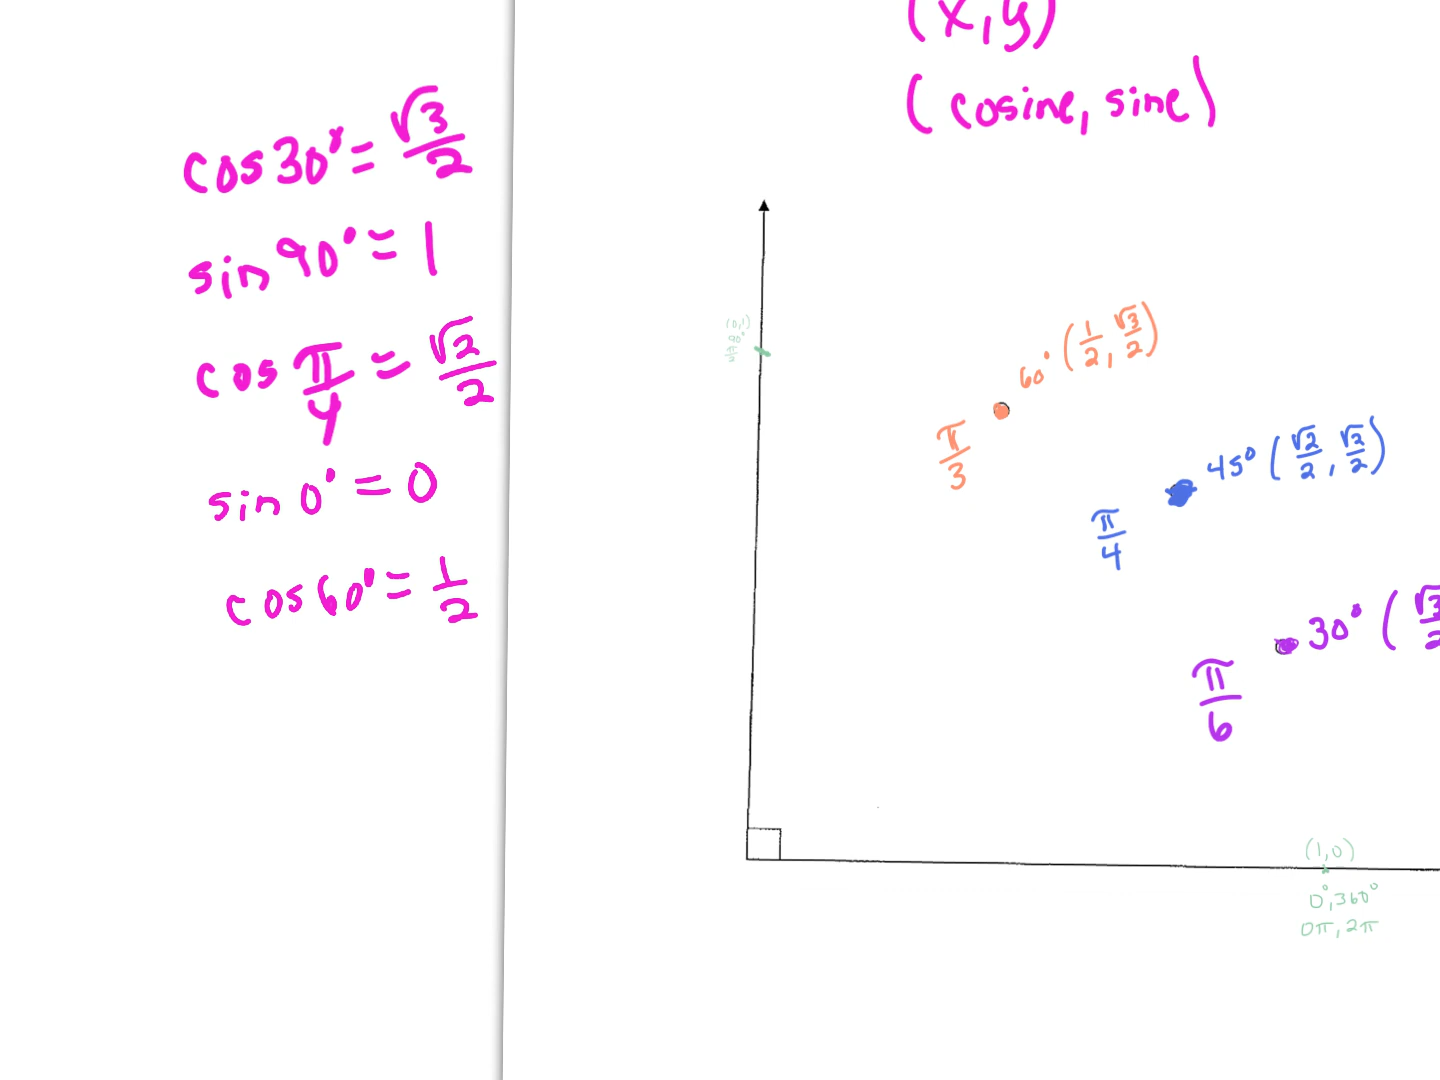 cos 30° = √3/2
sin 90° = 1
cos π/4 = √2/2
sin 0° = 0
cos 60° = 1/2
(x,y)
(cosine, sine)
(0,1)
90°
60° (1/2, √3/2)
π/3
45° (√2/2, √2/2)
π/4
30° (√3/2
π/6
(1,0)
0°, 360°
0π, 2π